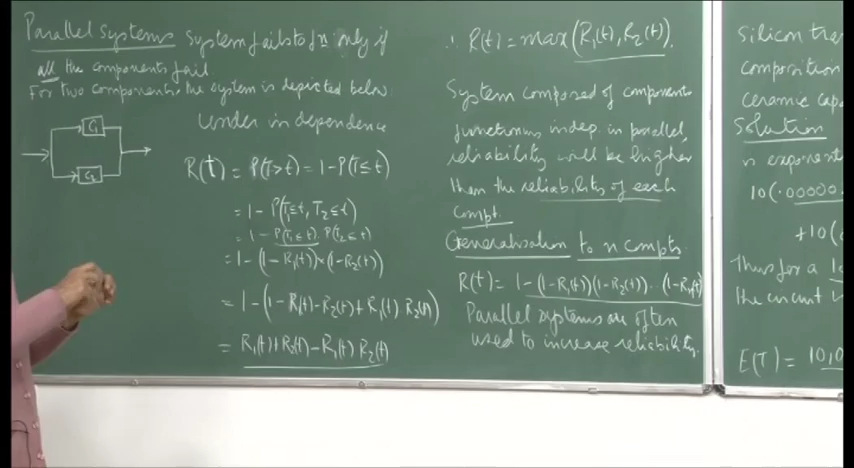 Parallel Systems System fails to fn only if
all the components fail.
For two components the system is depicted below
C1
C2
Under independence
R(t) = P(T>t) = 1 - P(T≤t)
= 1 - P(T₁≤t, T₂≤t)
= 1 - P(T₁≤t) . P(T₂≤t)
= 1 - (1 - R₁(t)) × (1 - R₂(t))
= 1 - (1 - R₁(t) - R₂(t) + R₁(t) . R₂(t))
= R₁(t) + R₂(t) - R₁(t) R₂(t)
∴ R(t) = max (R₁(t), R₂(t)).
System composed of components
functioning indep. in parallel,
reliability will be higher
than the reliability of each
compt.
Generalisation to n compts.
R(t) = 1 - (1-R₁(t))(1-R₂(t)) . (1-Rₙ(t))
Parallel systems are often
used to increase reliability.
Silicon tra
composition
ceramic capa
Solution
is exponent
10(.00000.
+10(
Thus for a
the circuit
E(T) = 10,0